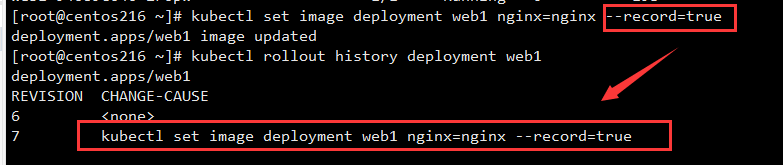 [root@centos216 ~]# kubectl set image deployment web1 nginx=nginx --record=true
deployment.apps/web1 image updated
[root@centos216 ~]# kubectl rollout history deployment web1
deployment.apps/web1
REVISION  CHANGE-CAUSE
6         <none>
7         kubectl set image deployment web1 nginx=nginx --record=true